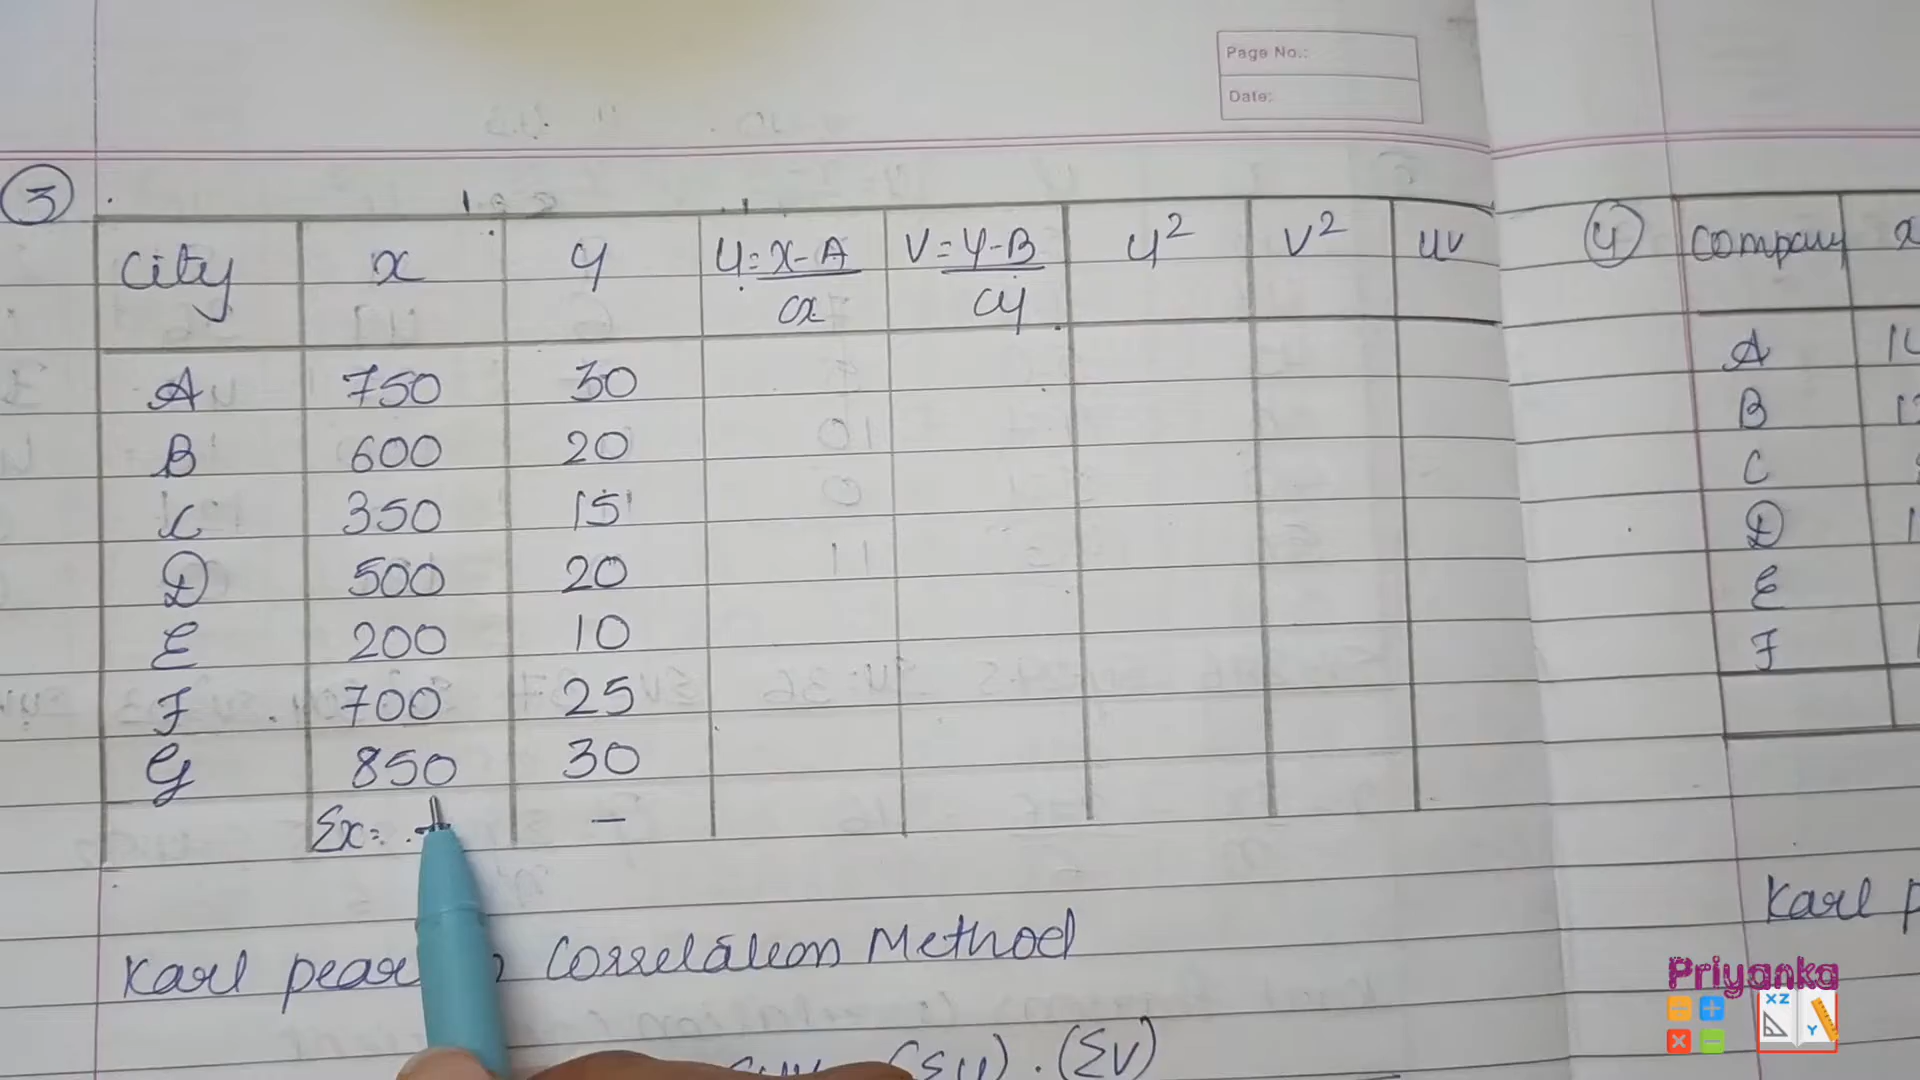 Page No.:
Date:
3
City x y U=x-A/cx V=y-B/cy u² v² uv
A 750 30
B 600 20
C 350 15
D 500 20
E 200 10
F 700 25
G 850 30
Σx= -
Karl Correlation Method
(Σu) . (Σv)
4 Company x
A
B
C
D
E
F
Karl
Priyanka
XZ
Y